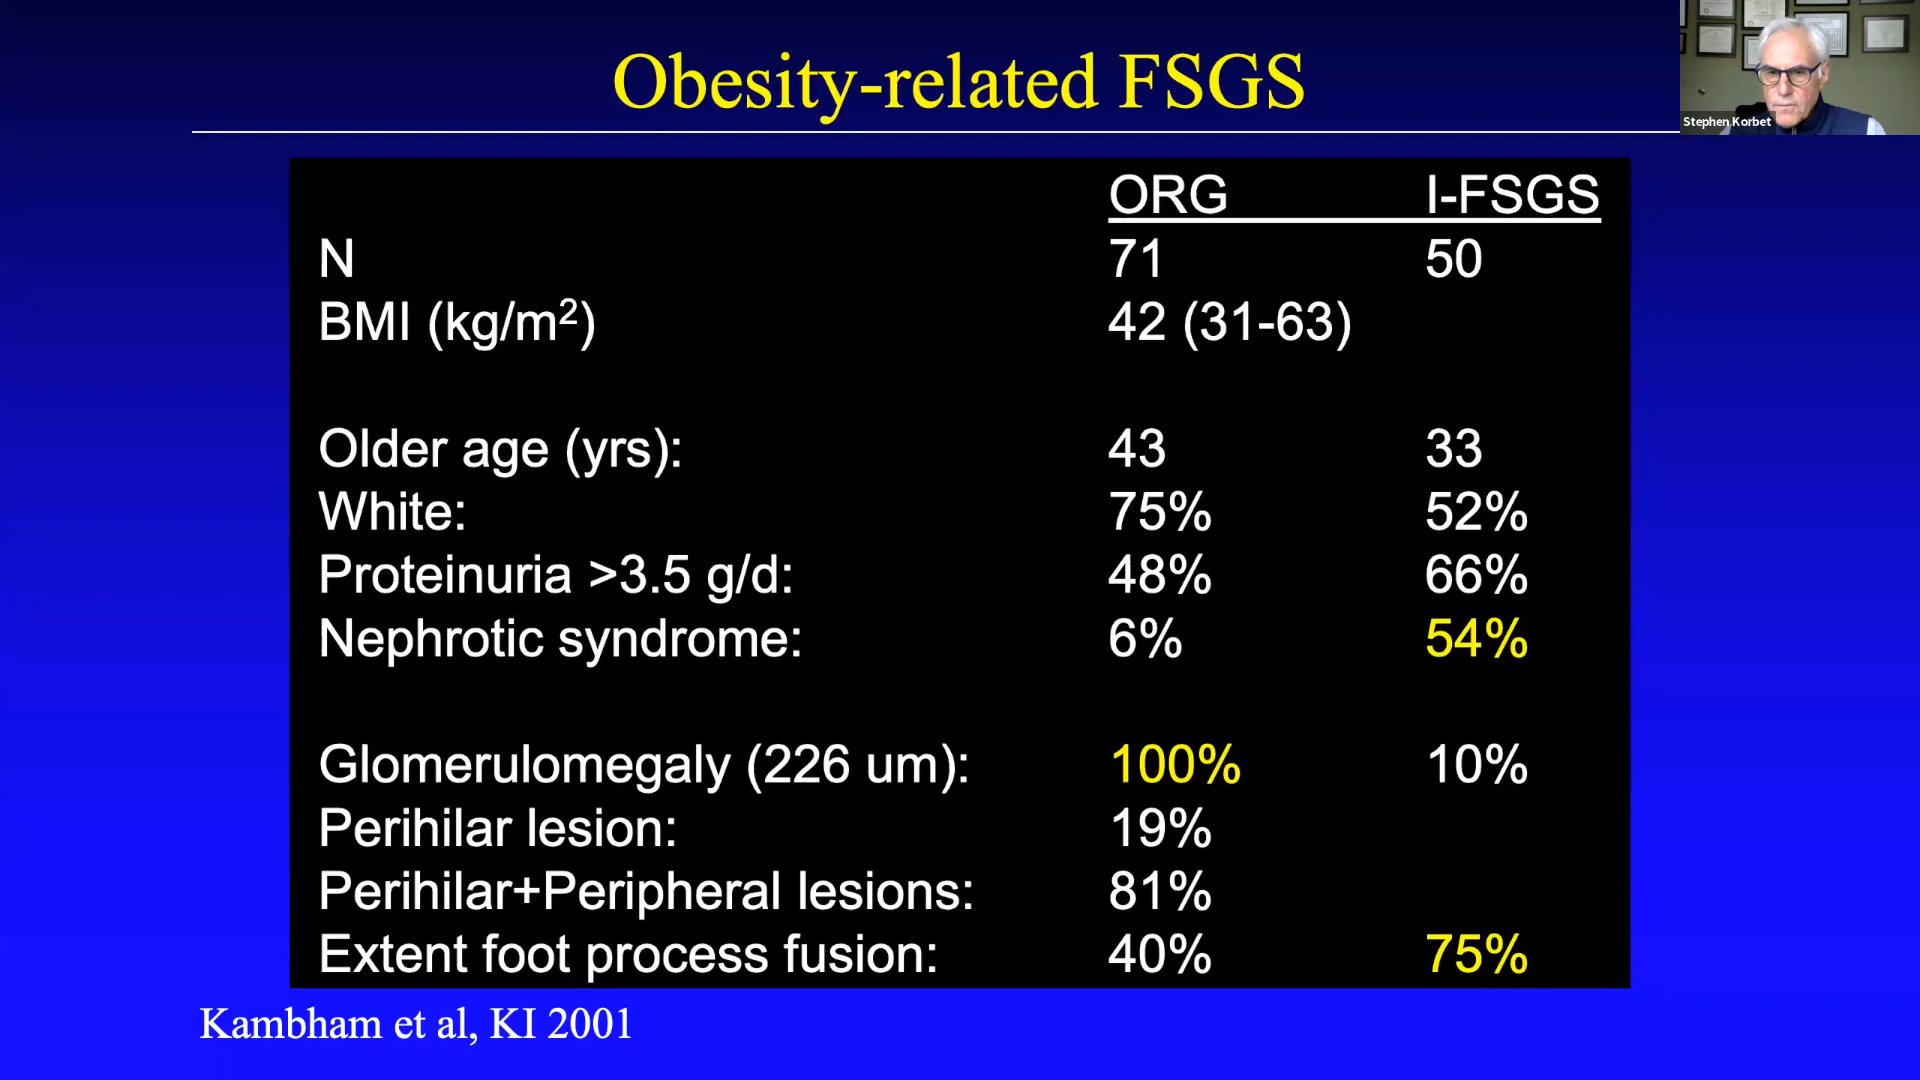 Obesity-related FSGS
Stephen Korbet
ORG I-FSGS
N 71 50
BMI (kg/m²) 42 (31-63)
Older age (yrs): 43 33
White: 75% 52%
Proteinuria >3.5 g/d: 48% 66%
Nephrotic syndrome: 6% 54%
Glomerulomegaly (226 um): 100% 10%
Perihilar lesion: 19%
Perihilar+Peripheral lesions: 81%
Extent foot process fusion: 40% 75%
Kambham et al, KI 2001